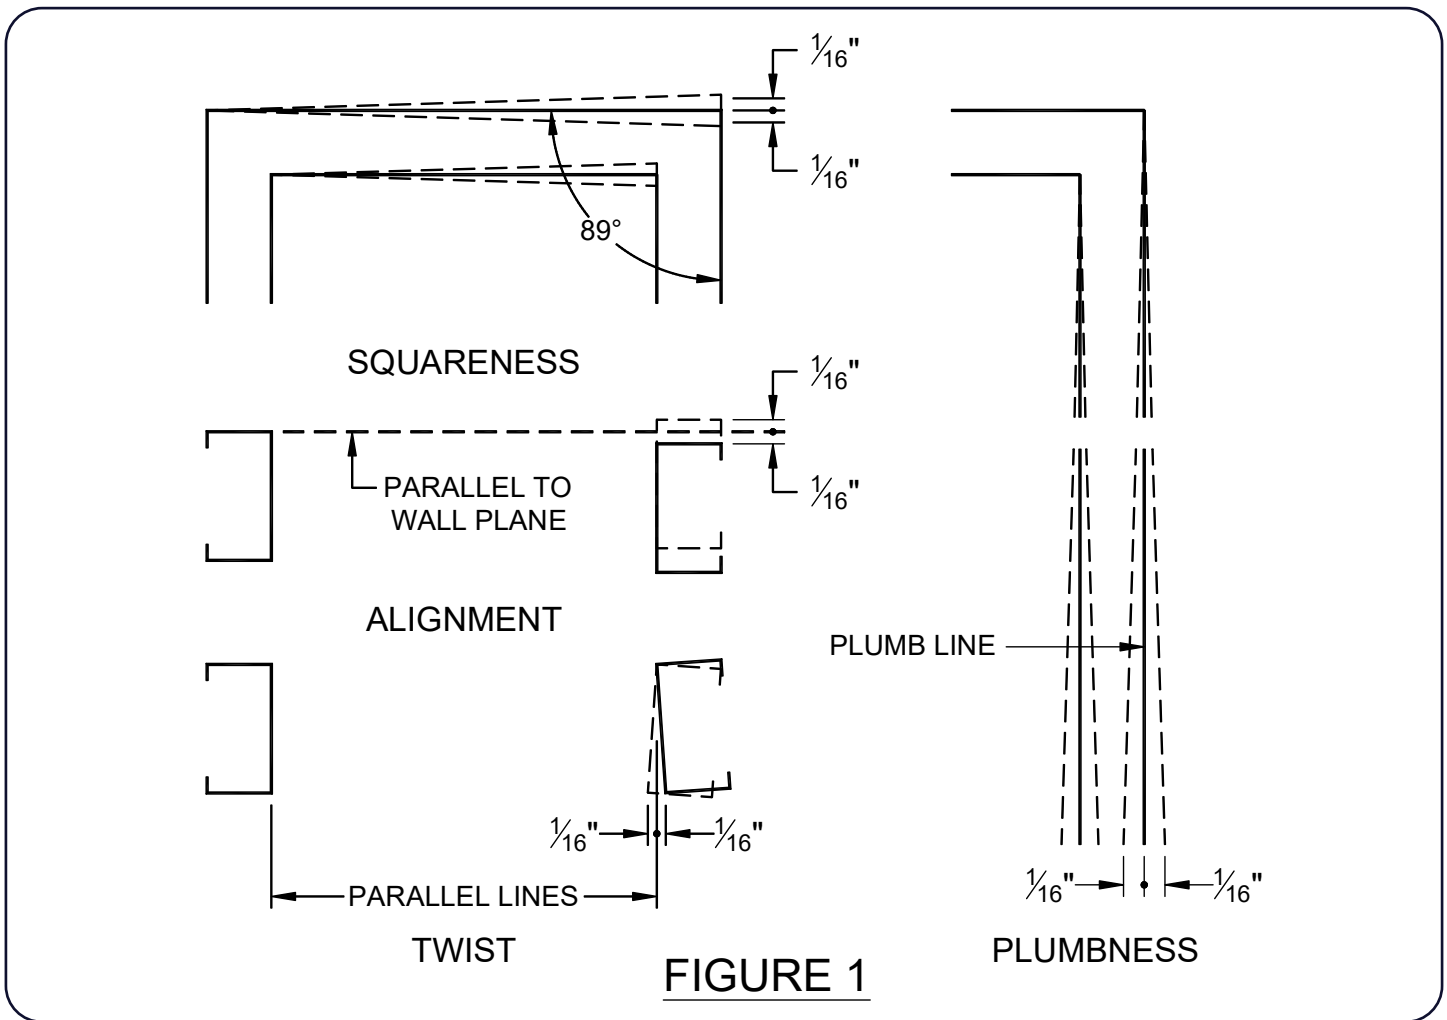 1/16"
1/16"
89°
SQUARENESS
1/16"
PARALLEL TO
WALL PLANE
1/16"
ALIGNMENT
PLUMB LINE
1/16" 1/16"
PARALLEL LINES
TWIST
1/16" 1/16"
PLUMBNESS
FIGURE 1